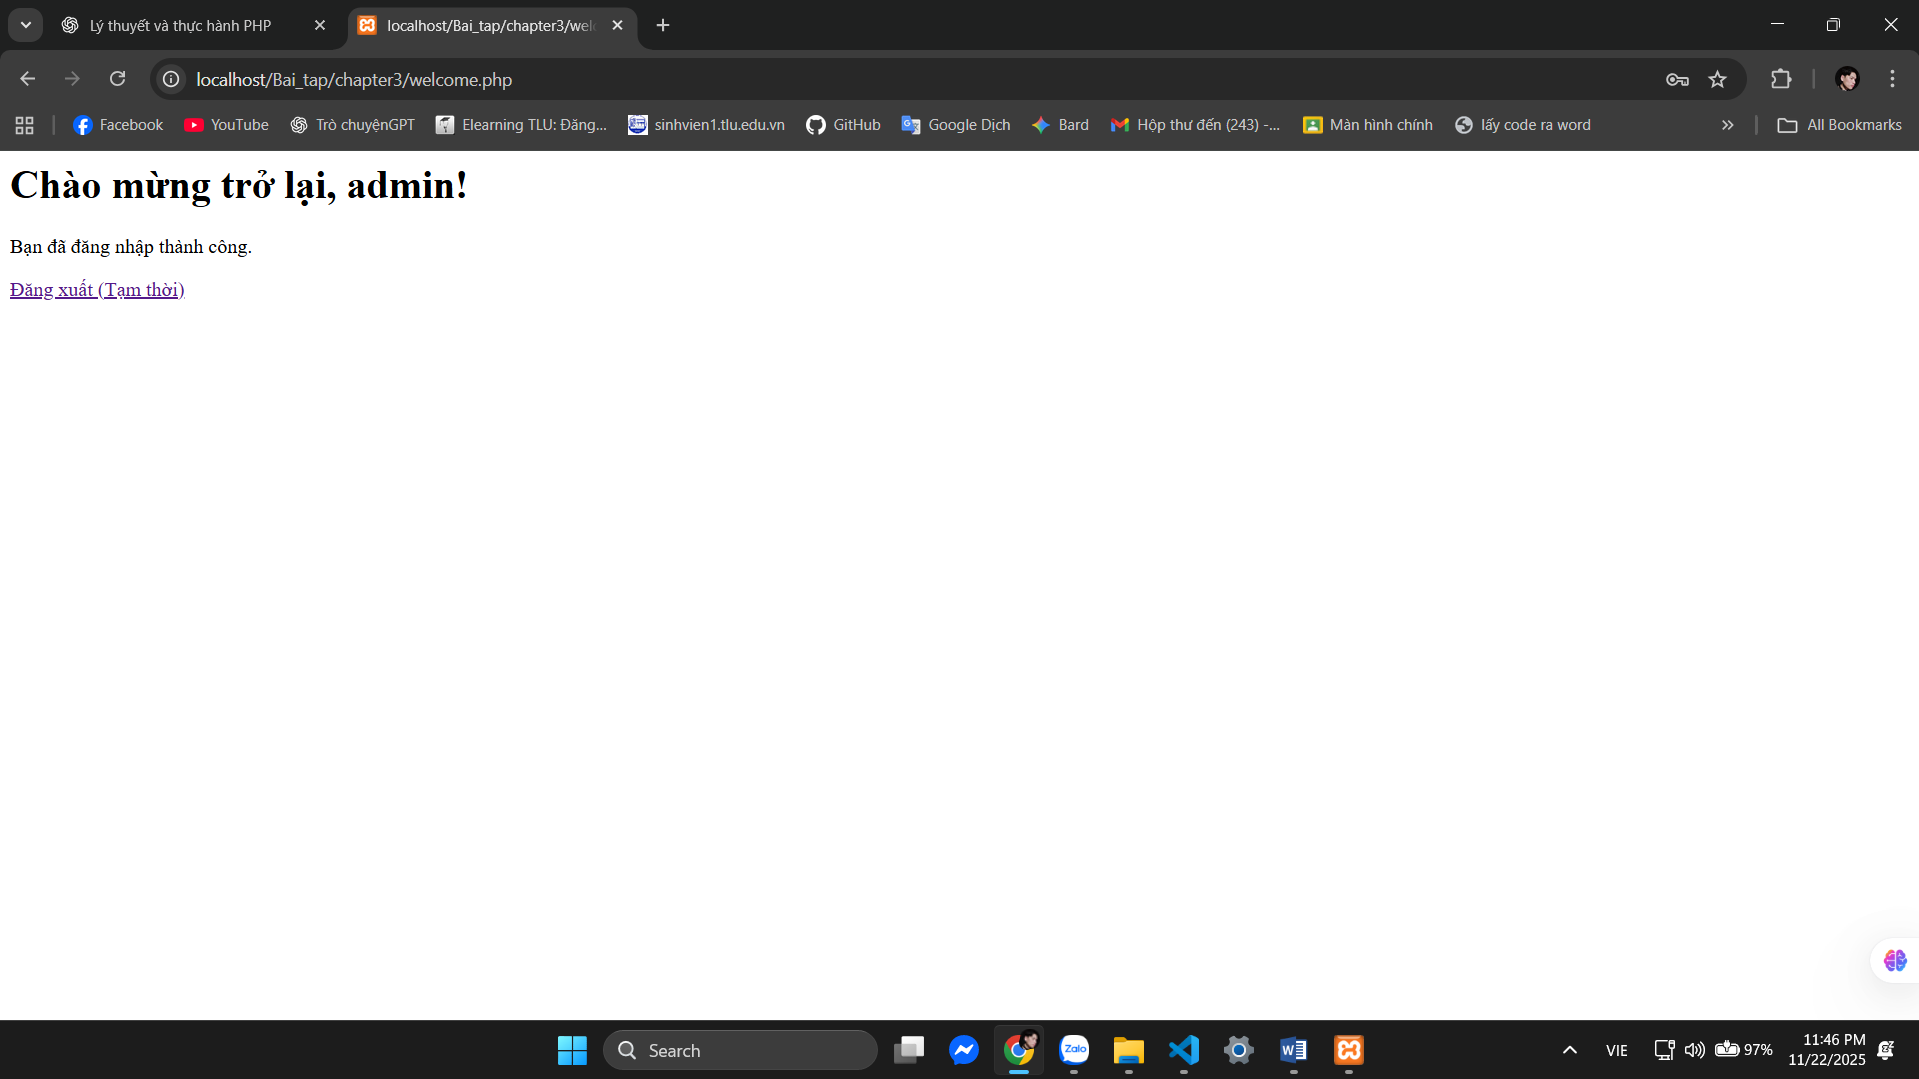 Lý thuyết và thực hành PHP
localhost/Bai_tap/chapter3/wel
localhost/Bai_tap/chapter3/welcome.php
Facebook
YouTube
Trò chuyệnGPT
Elearning TLU: Đăng...
sinhvien1.tlu.edu.vn
GitHub
Google Dịch
Bard
Hộp thư đến (243) -...
Màn hình chính
lấy code ra word
All Bookmarks
Chào mừng trở lại, admin!
Bạn đã đăng nhập thành công.
Đăng xuất (Tạm thời)
Search
Zalo
VIE
97%
11:46 PM
11/22/2025